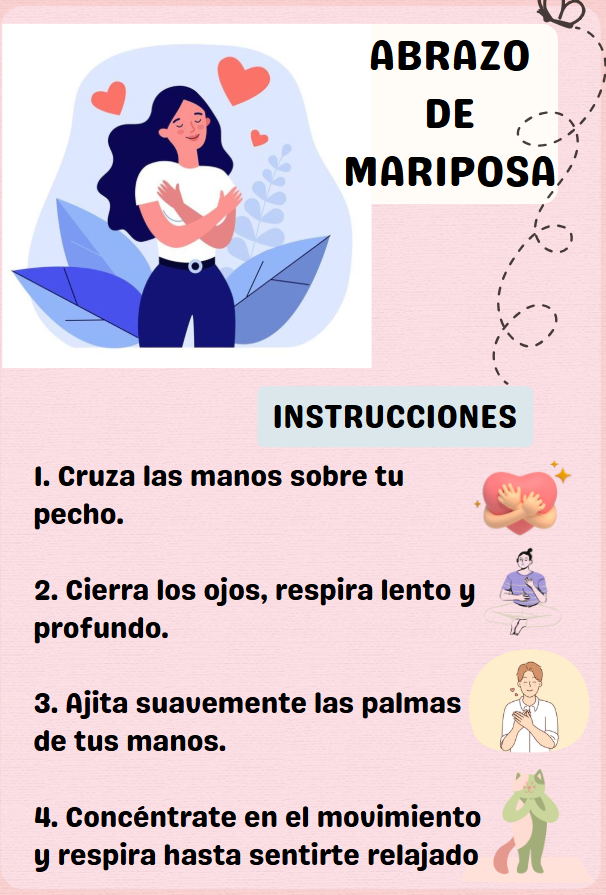 ABRAZO
DE
MARIPOSA
INSTRUCCIONES
1. Cruza las manos sobre tu
pecho.
2. Cierra los ojos, respira lento y
profundo.
3. Ajita suavemente las palmas
de tus manos.
4. Concéntrate en el movimiento
y respira hasta sentirte relajado